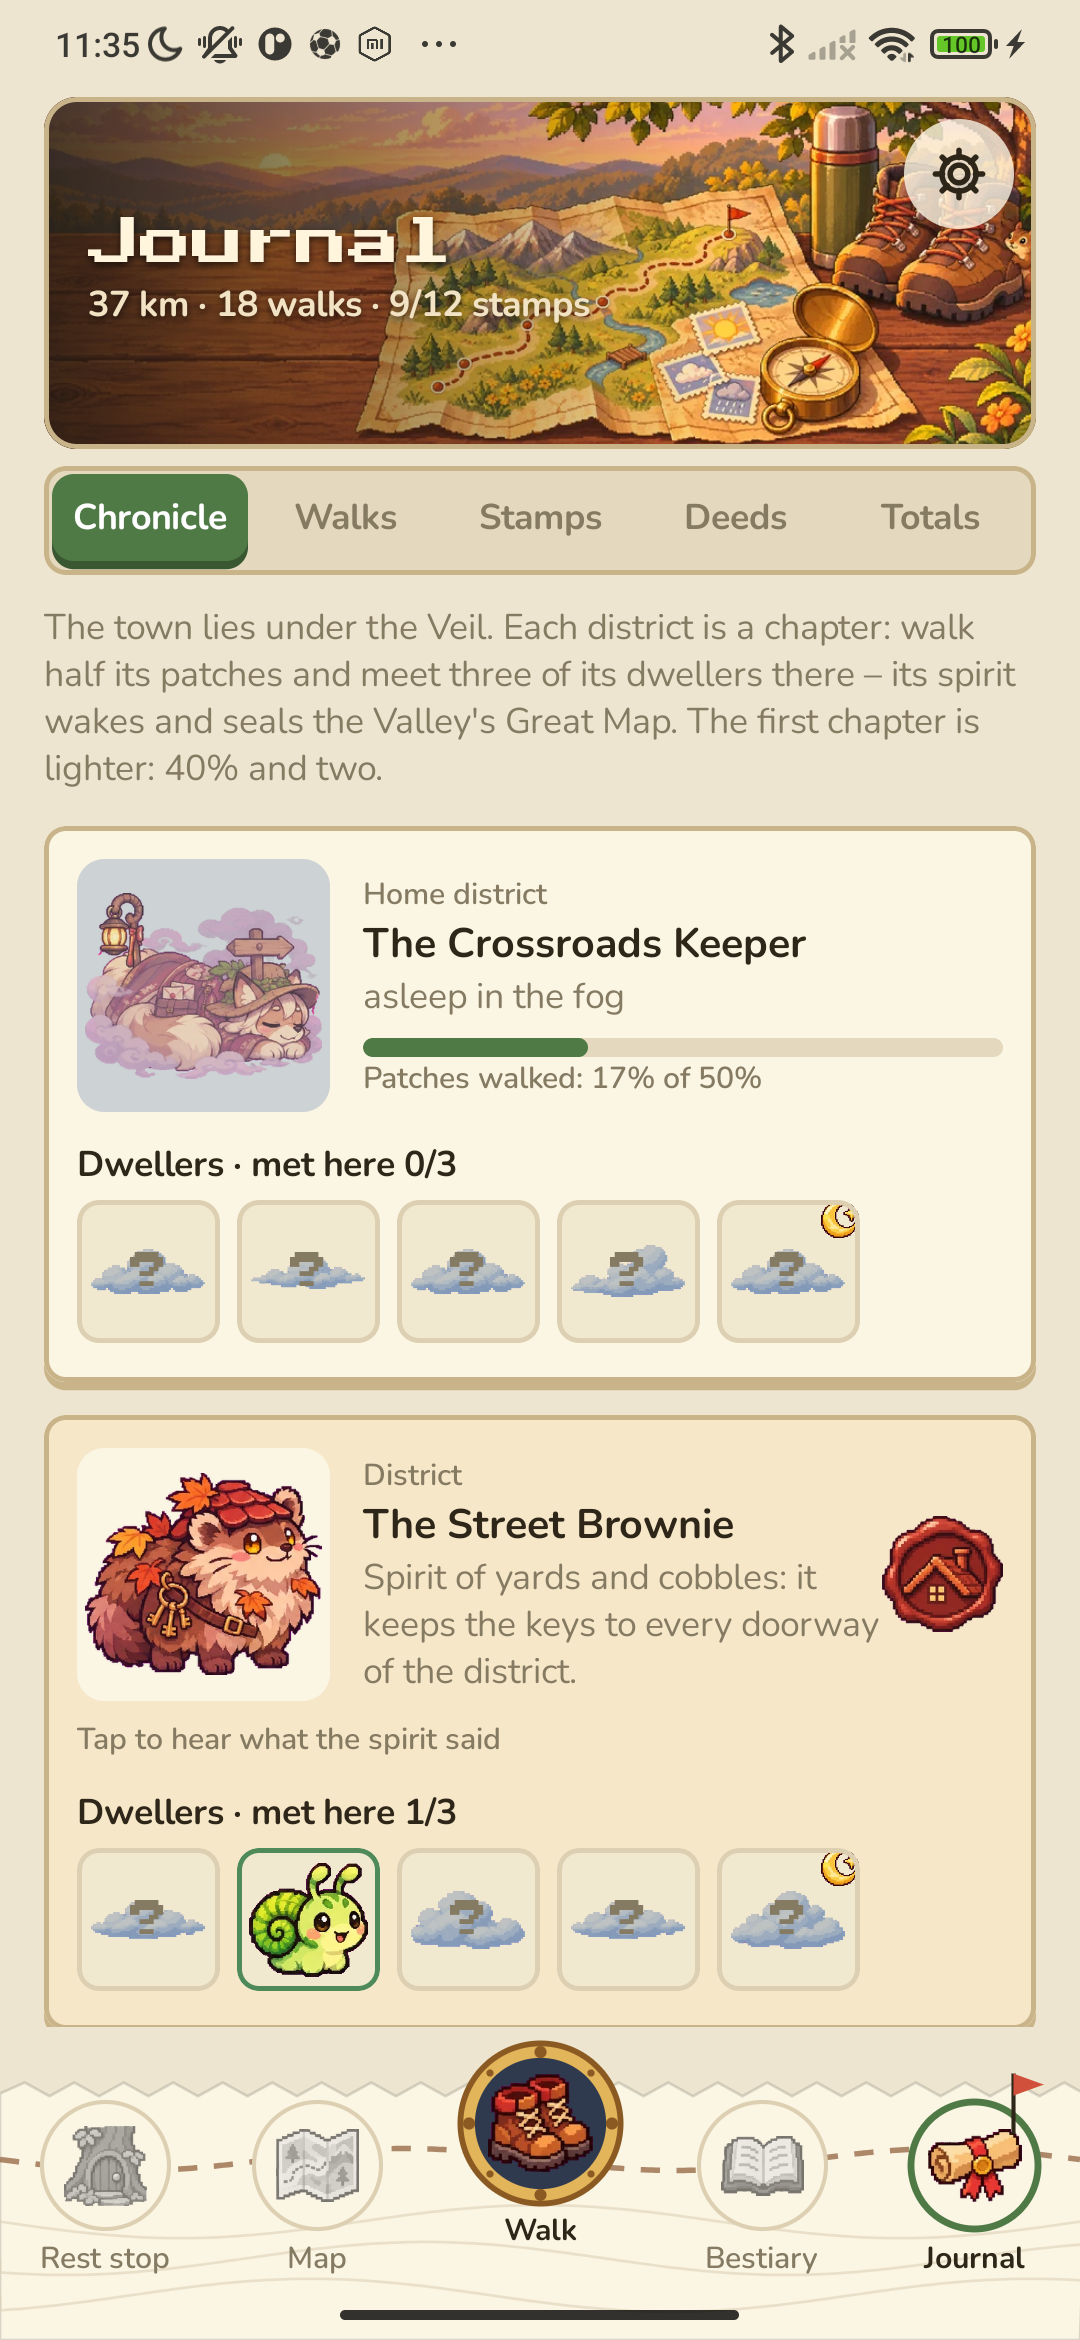 11:35
100
Journal
37 km · 18 walks · 9/12 stamps
Chronicle Walks Stamps Deeds Totals
The town lies under the Veil. Each district is a chapter: walk
half its patches and meet three of its dwellers there – its spirit
wakes and seals the Valley's Great Map. The first chapter is
lighter: 40% and two.
Home district
The Crossroads Keeper
asleep in the fog
Patches walked: 17% of 50%
Dwellers · met here 0/3
? ? ? ? ?
District
The Street Brownie
Spirit of yards and cobbles: it
keeps the keys to every doorway
of the district.
Tap to hear what the spirit said
Dwellers · met here 1/3
? ? ? ?
Rest stop Map Walk Bestiary Journal